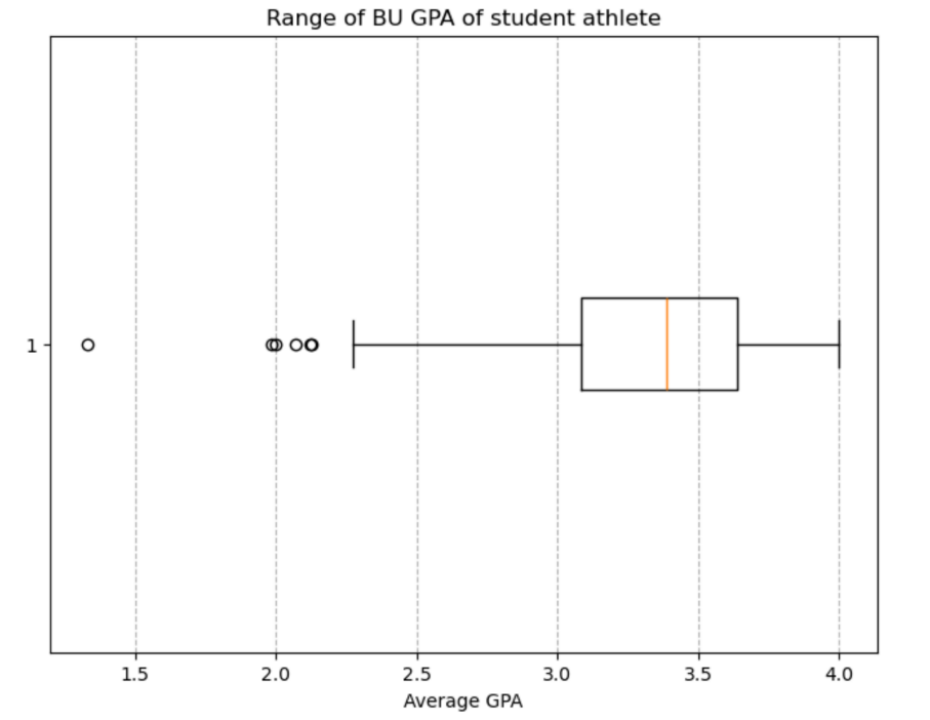 Range of BU GPA of student athlete
1
1.5 2.0 2.5 3.0 3.5 4.0
Average GPA